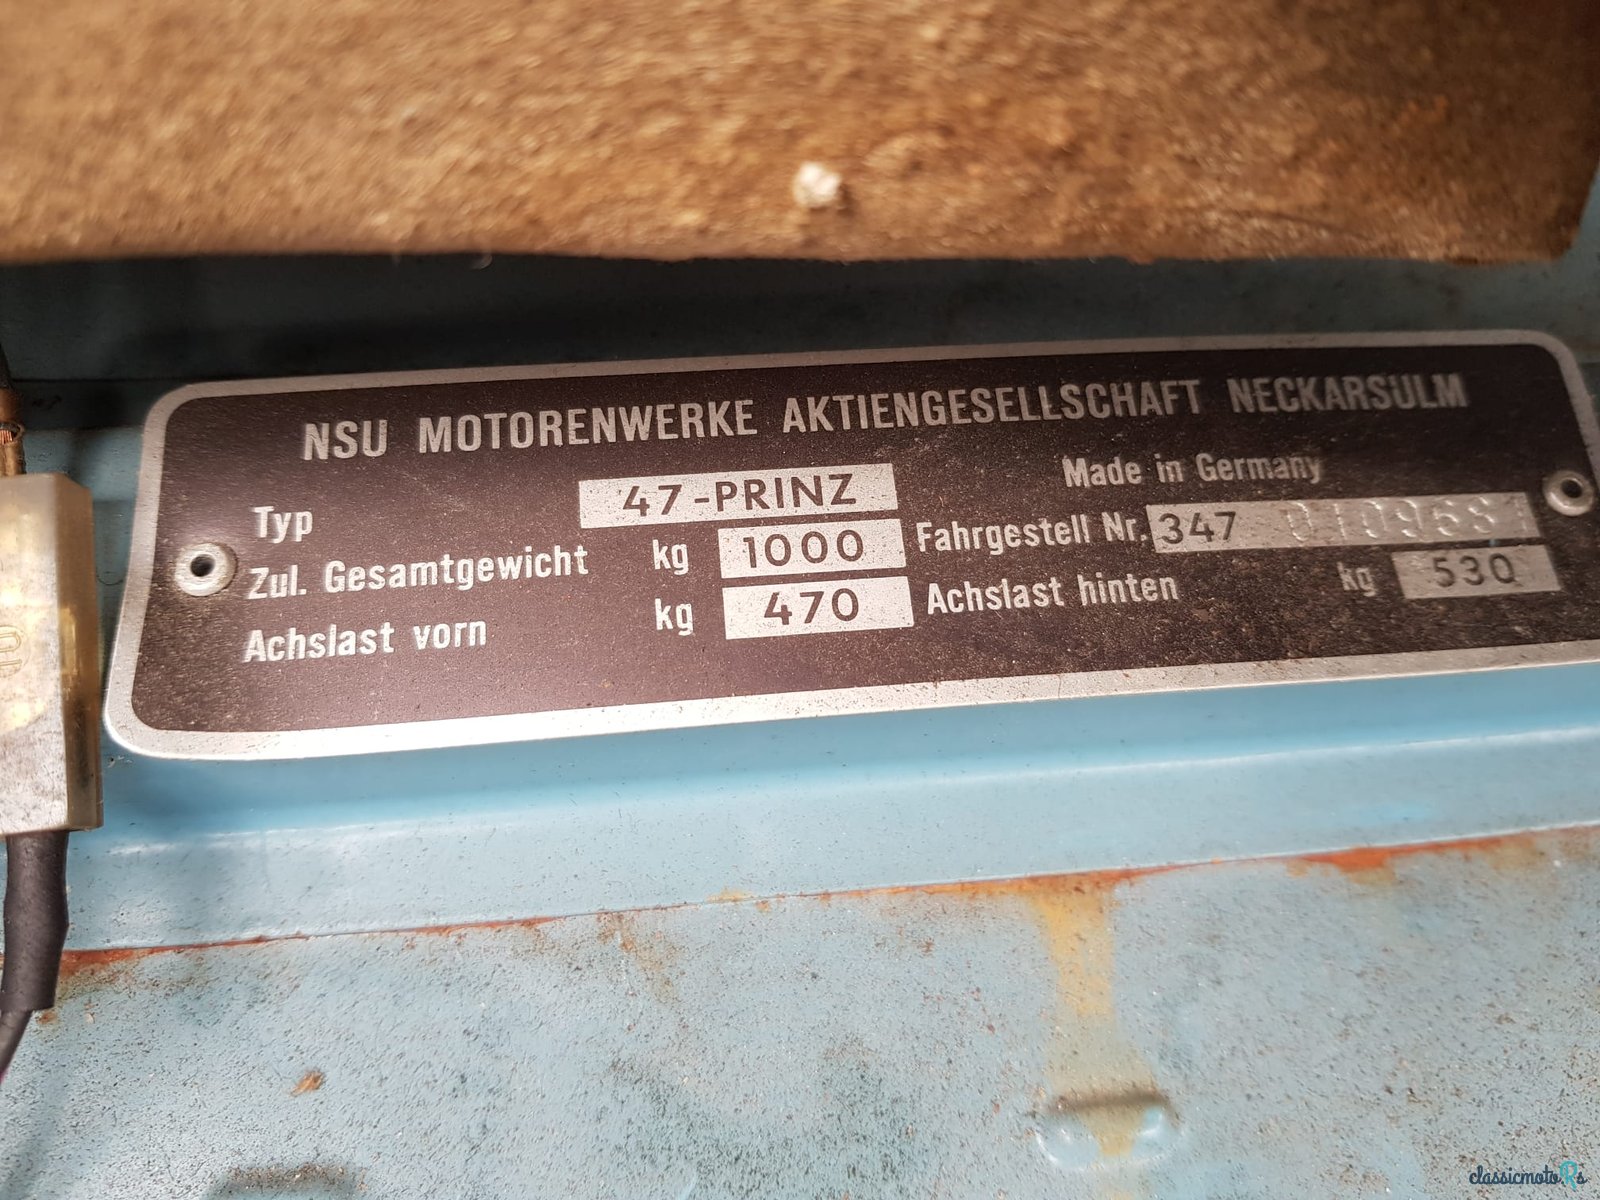 NSU MOTORENWERKE AKTIENGESELLSCHAFT NECKARSULM
Made in Germany
Typ 47-PRINZ
Zul. Gesamtgewicht kg 1000 Fahrgestell Nr. 347
Achslast vorn kg 470 Achslast hinten kg 530
classicmotoRs